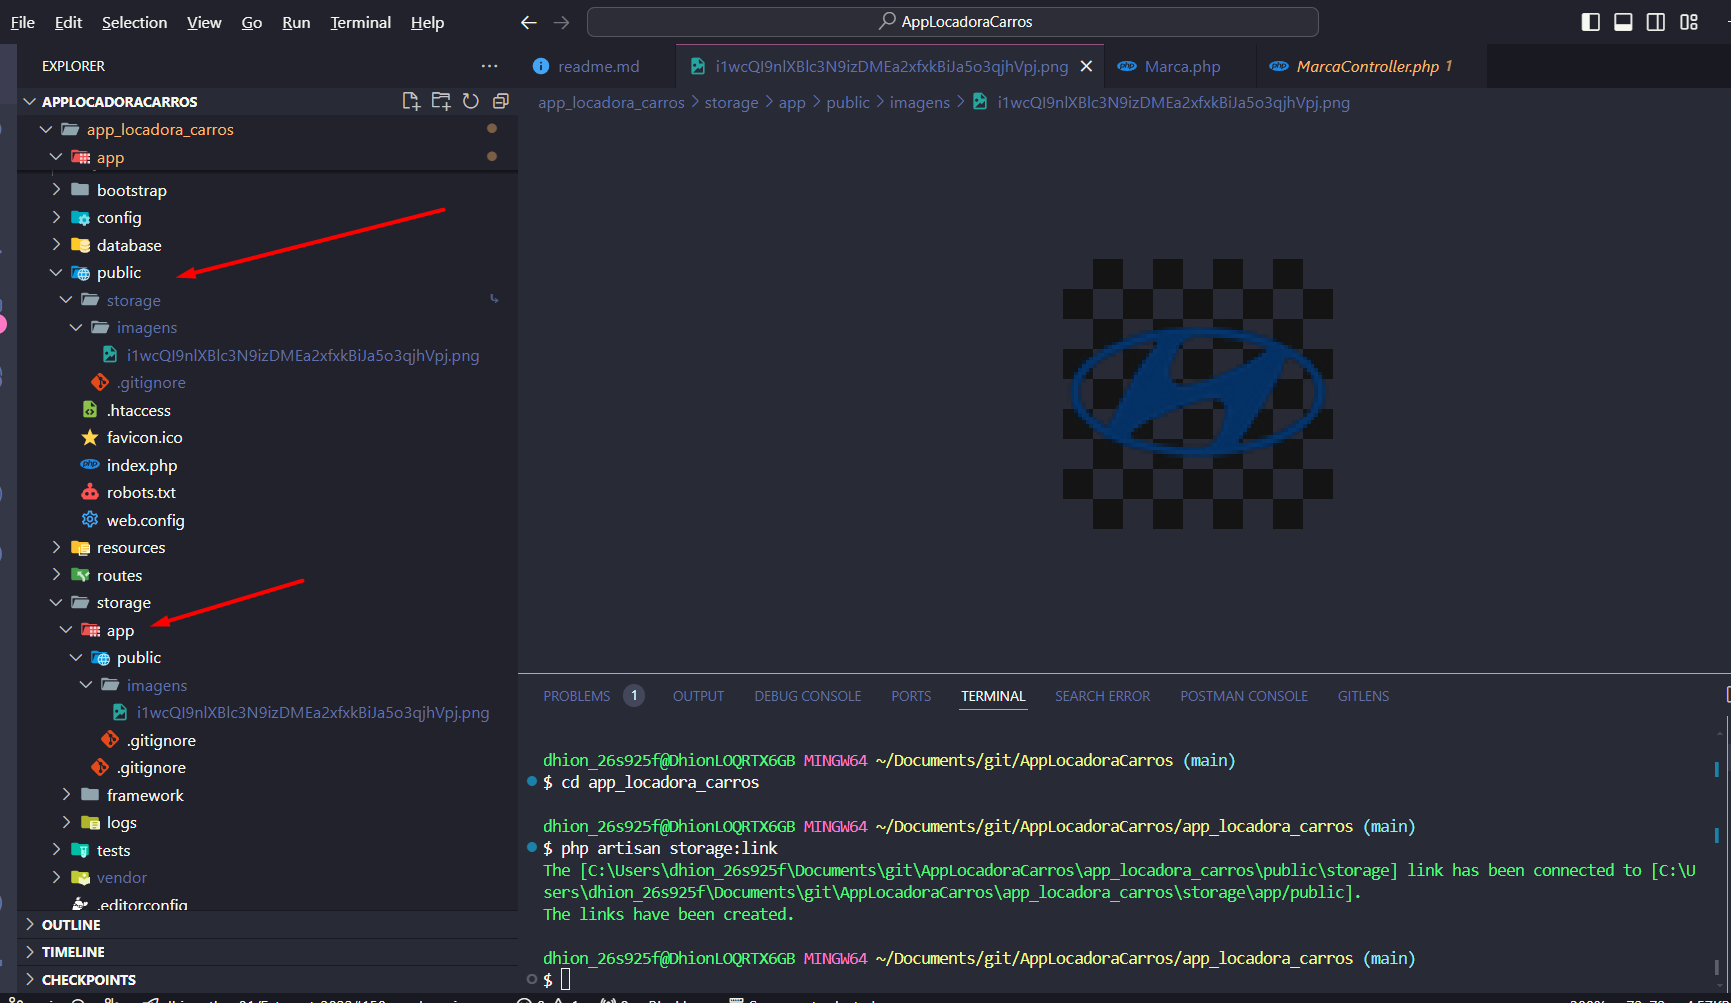 File Edit Selection View Go Run Terminal Help
AppLocadoraCarros
EXPLORER
readme.md
i1wcQI9nlXBlc3N9izDMEa2xfxkBiJa5o3qjhVpj.png
Marca.php
MarcaController.php 1
APPLOCADORACARROS
app_locadora_carros > storage > app > public > imagens > i1wcQI9nlXBlc3N9izDMEa2xfxkBiJa5o3qjhVpj.png
app_locadora_carros
app
bootstrap
config
database
public
storage
imagens
i1wcQI9nlXBlc3N9izDMEa2xfxkBiJa5o3qjhVpj.png
.gitignore
.htaccess
favicon.ico
index.php
robots.txt
web.config
resources
routes
storage
app
public
imagens
i1wcQI9nlXBlc3N9izDMEa2xfxkBiJa5o3qjhVpj.png
.gitignore
.gitignore
framework
logs
tests
vendor
.editorconfig
OUTLINE
TIMELINE
CHECKPOINTS
PROBLEMS 1 OUTPUT DEBUG CONSOLE PORTS TERMINAL SEARCH ERROR POSTMAN CONSOLE GITLENS
dhion_26s925f@DhionLOQRTX6GB MINGW64 ~/Documents/git/AppLocadoraCarros (main)
$ cd app_locadora_carros
dhion_26s925f@DhionLOQRTX6GB MINGW64 ~/Documents/git/AppLocadoraCarros/app_locadora_carros (main)
$ php artisan storage:link
The [C:\Users\dhion_26s925f\Documents\git\AppLocadoraCarros\app_locadora_carros\public\storage] link has been connected to [C:\U
sers\dhion_26s925f\Documents\git\AppLocadoraCarros\app_locadora_carros\storage\app/public].
The links have been created.
dhion_26s925f@DhionLOQRTX6GB MINGW64 ~/Documents/git/AppLocadoraCarros/app_locadora_carros (main)
$